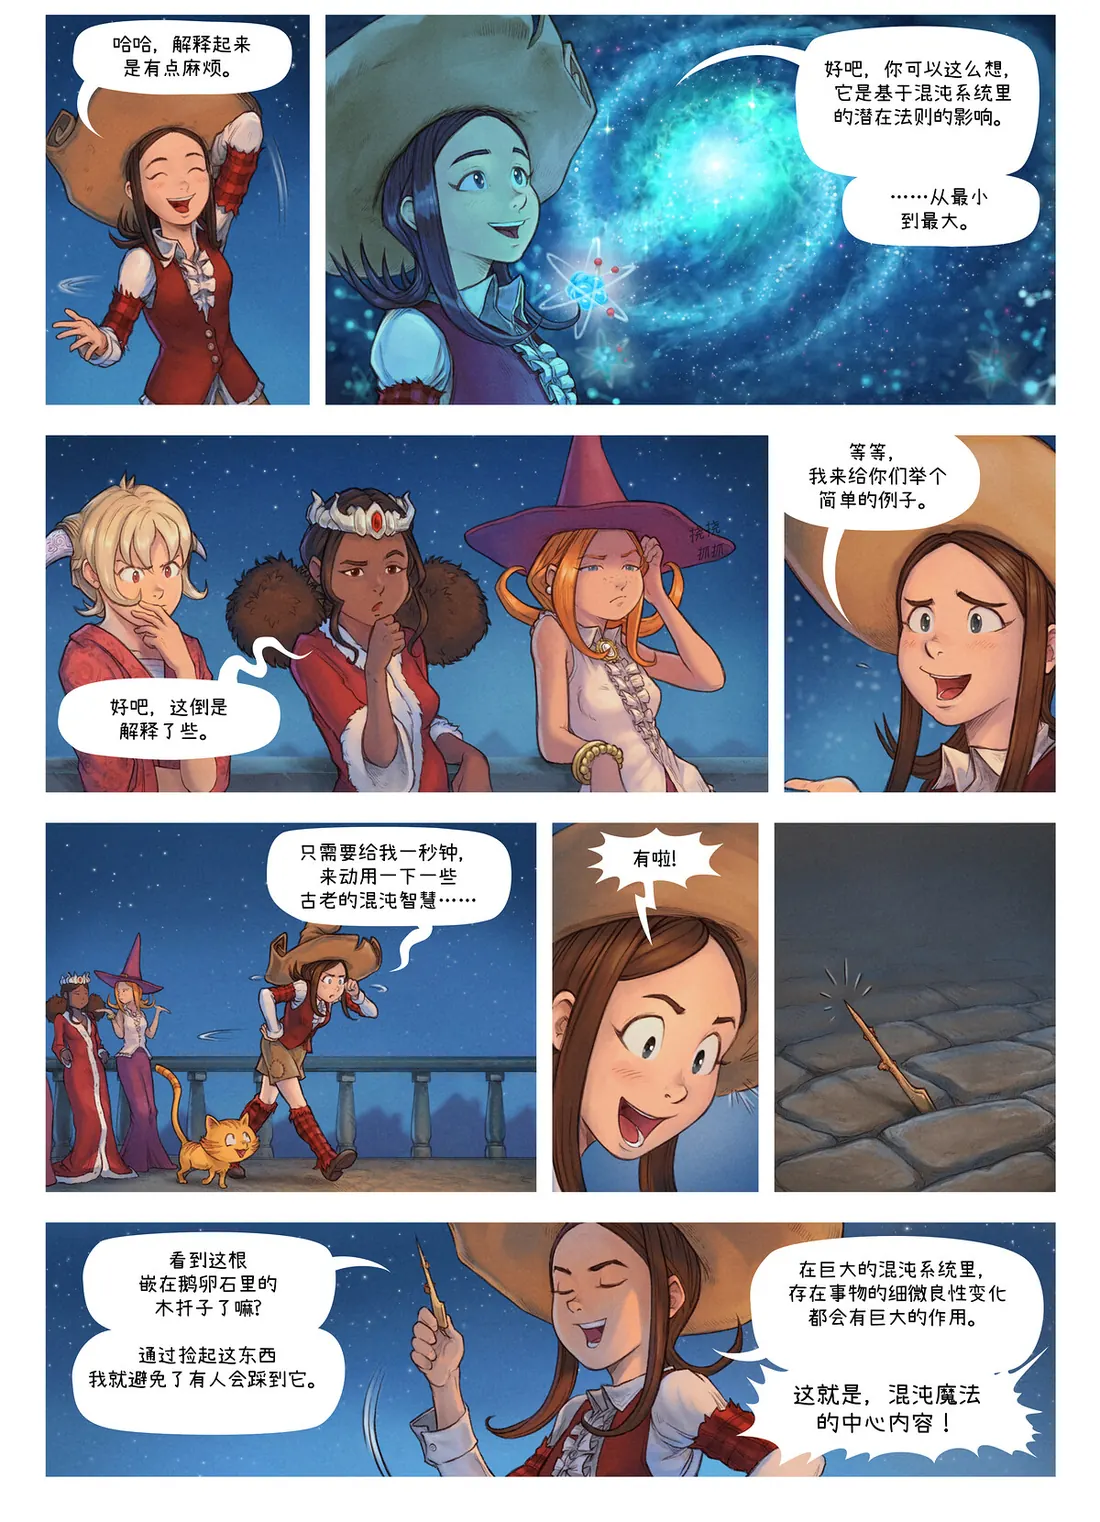 哈哈，解释起来
是有点麻烦。
好吧，你可以这么想，
它是基于混沌系统里
的潜在法则的影响。
……从最小
到最大。
挠挠
抓抓
好吧，这倒是
解释了些。
等等，
我来给你们举个
简单的例子。
只需要给我一秒钟，
来动用一下一些
古老的混沌智慧……
有啦！
看到这根
嵌在鹅卵石里的
木扦子了嘛？
通过捡起这东西
我就避免了有人会踩到它。
在巨大的混沌系统里，
存在事物的细微良性变化
都会有巨大的作用。
这就是，混沌魔法
的中心内容！